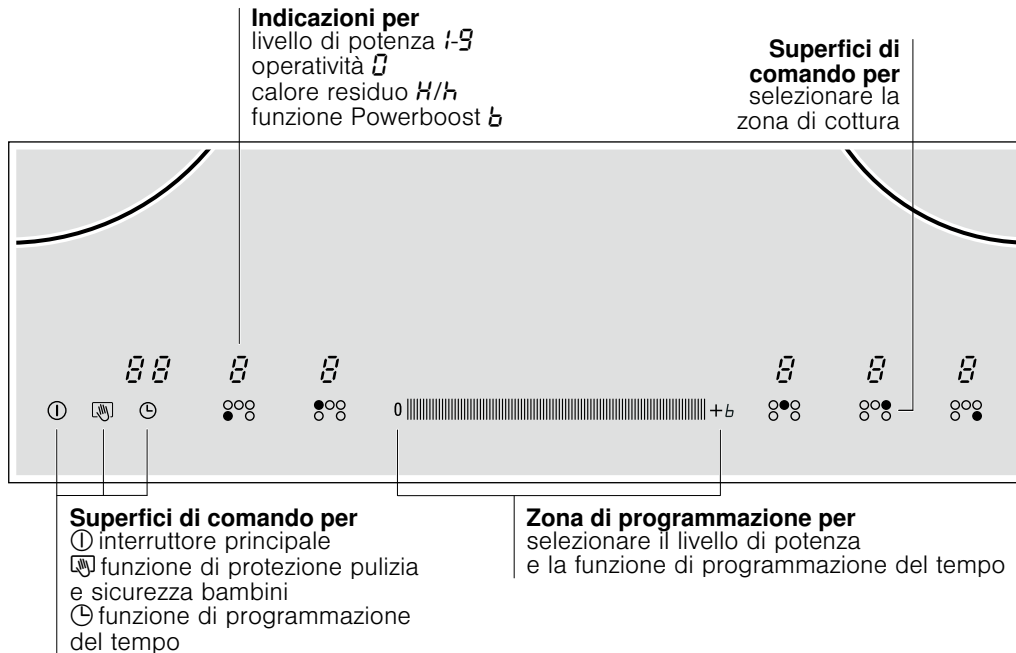 Indicazioni per
livello di potenza 1-9
operatività 0
calore residuo H/h
funzione Powerboost b
Superfici di
comando per
selezionare la
zona di cottura
88 8 8 8 8 8
0 +b
Superfici di comando per
interruttore principale
funzione di protezione pulizia
e sicurezza bambini
funzione di programmazione
del tempo
Zona di programmazione per
selezionare il livello di potenza
e la funzione di programmazione del tempo